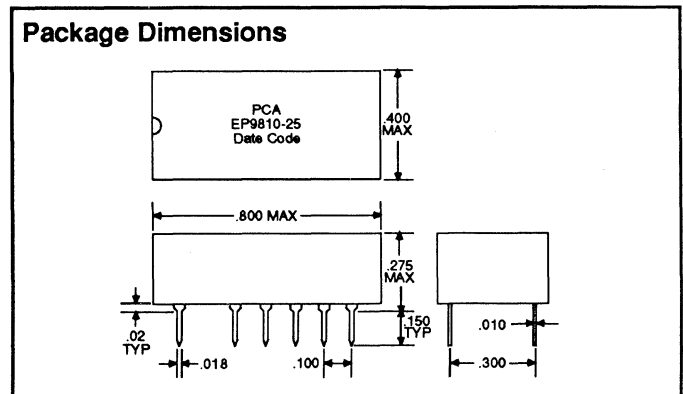 Package Dimensions
PCA
EP9810-25
Date Code
.400
MAX
.800 MAX
.275
MAX
.02
TYP
.018
.100
.150
TYP
.010
.300